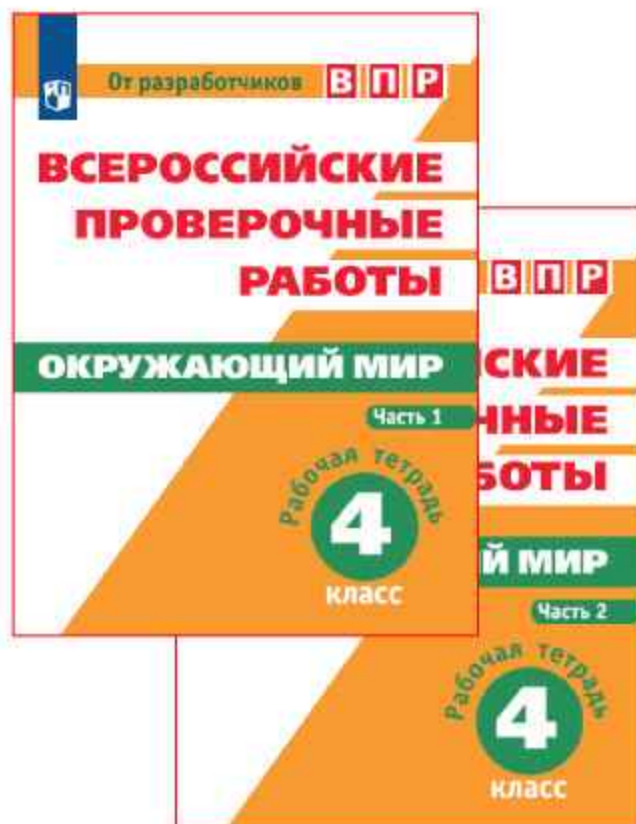 От разработчиков ВПР
ВСЕРОССИЙСКИЕ
ПРОВЕРОЧНЫЕ
РАБОТЫ
ОКРУЖАЮЩИЙ МИР
Часть 1
Рабочая тетрадь
4
класс
ВПР
СКИЕ
ЧНЫЕ
БОТЫ
Й МИР
Часть 2
Рабочая тетрадь
4
класс